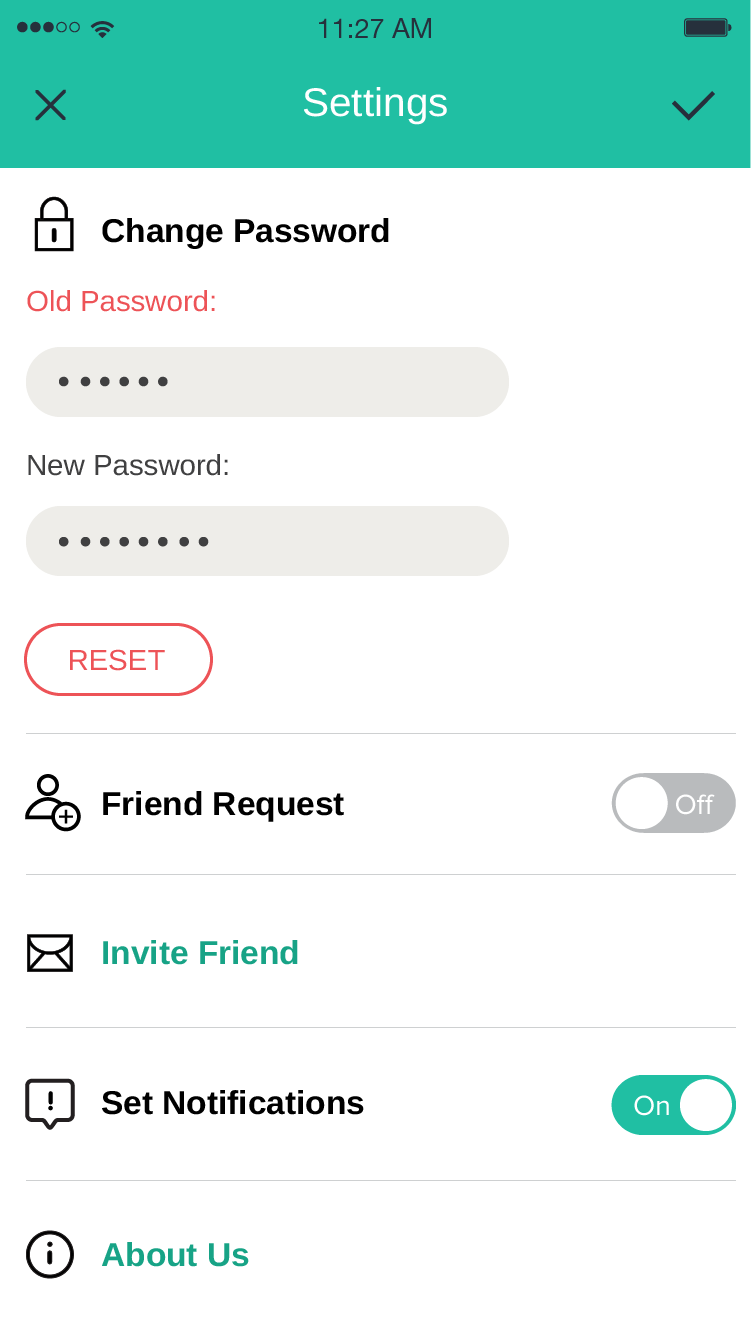 11:27 AM
Settings
Change Password
Old Password:
••••••
New Password:
••••••••
RESET
Friend Request
Off
Invite Friend
Set Notifications
On
About Us